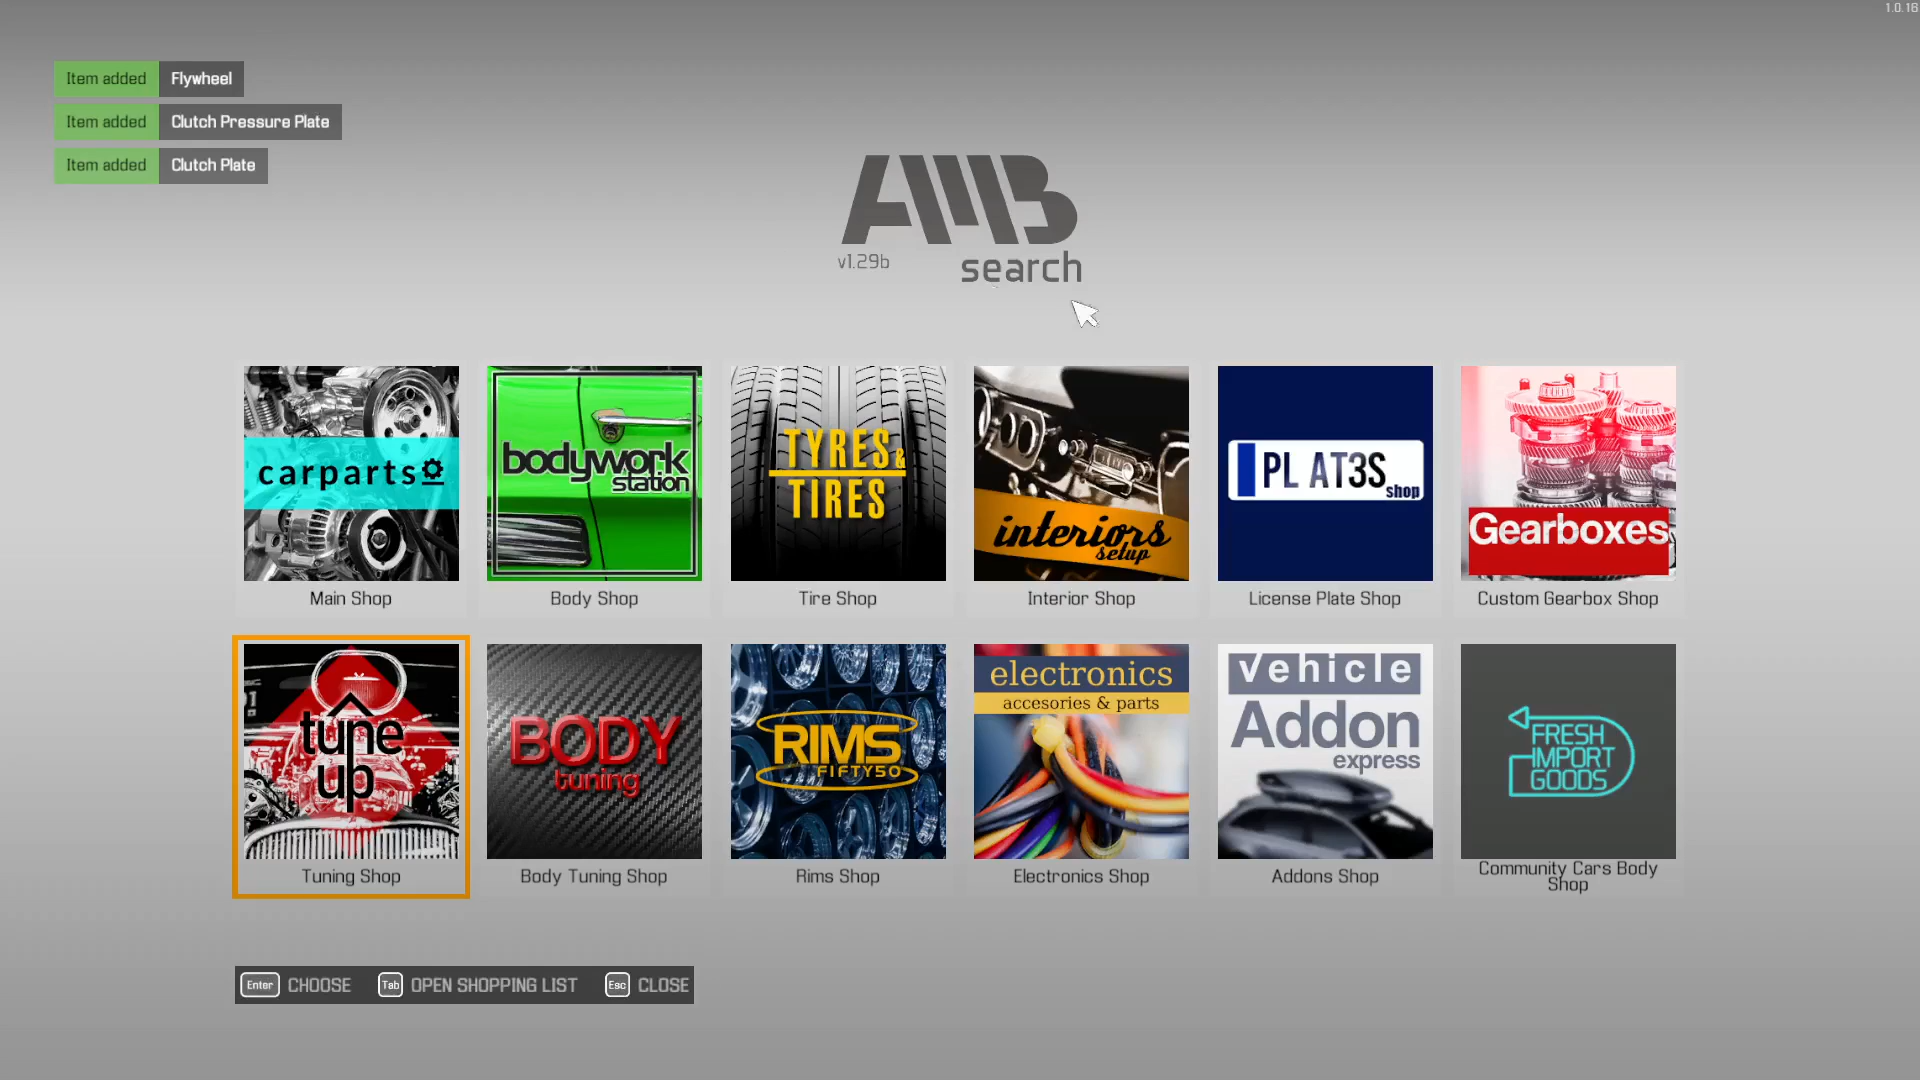 1.0.16
Item added Flywheel
Item added Clutch Pressure Plate
Item added Clutch Plate
AMB
v1.29b
search
carparts
bodywork
station
TYRES &
TIRES
interiors
setup
PL AT3S
shop
Gearboxes
Main Shop
Body Shop
Tire Shop
Interior Shop
License Plate Shop
Custom Gearbox Shop
tune
up
BODY
tuning
RIMS
FIFTY50
electronics
accesories & parts
vehicle
Addon
express
FRESH
IMPORT
GOODS
Tuning Shop
Body Tuning Shop
Rims Shop
Electronics Shop
Addons Shop
Community Cars Body
Shop
Enter CHOOSE Tab OPEN SHOPPING LIST Esc CLOSE